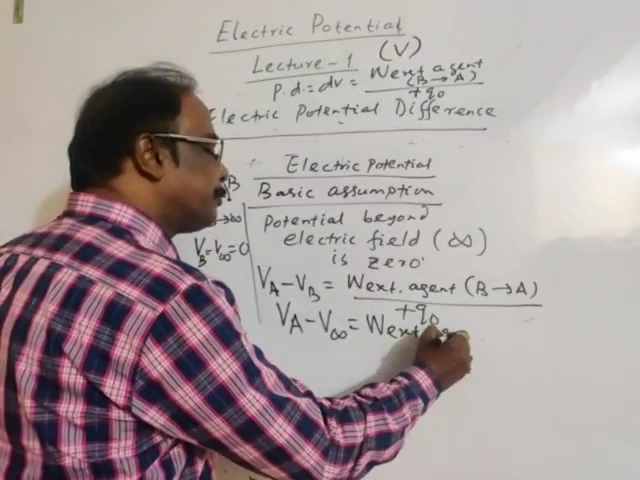 Electric Potential
(V)
Lecture-1
p.d. = dv = Wext agent (B→A)
+q₀
Electric Potential Difference
Electric Potential
Basic assumption
B
→∞
V_B=V_∞=0
Potential beyond
electric field (∞)
is zero.
V_A-V_B = Wext. agent (B→A)
+q₀
V_A-V_∞ = Wext